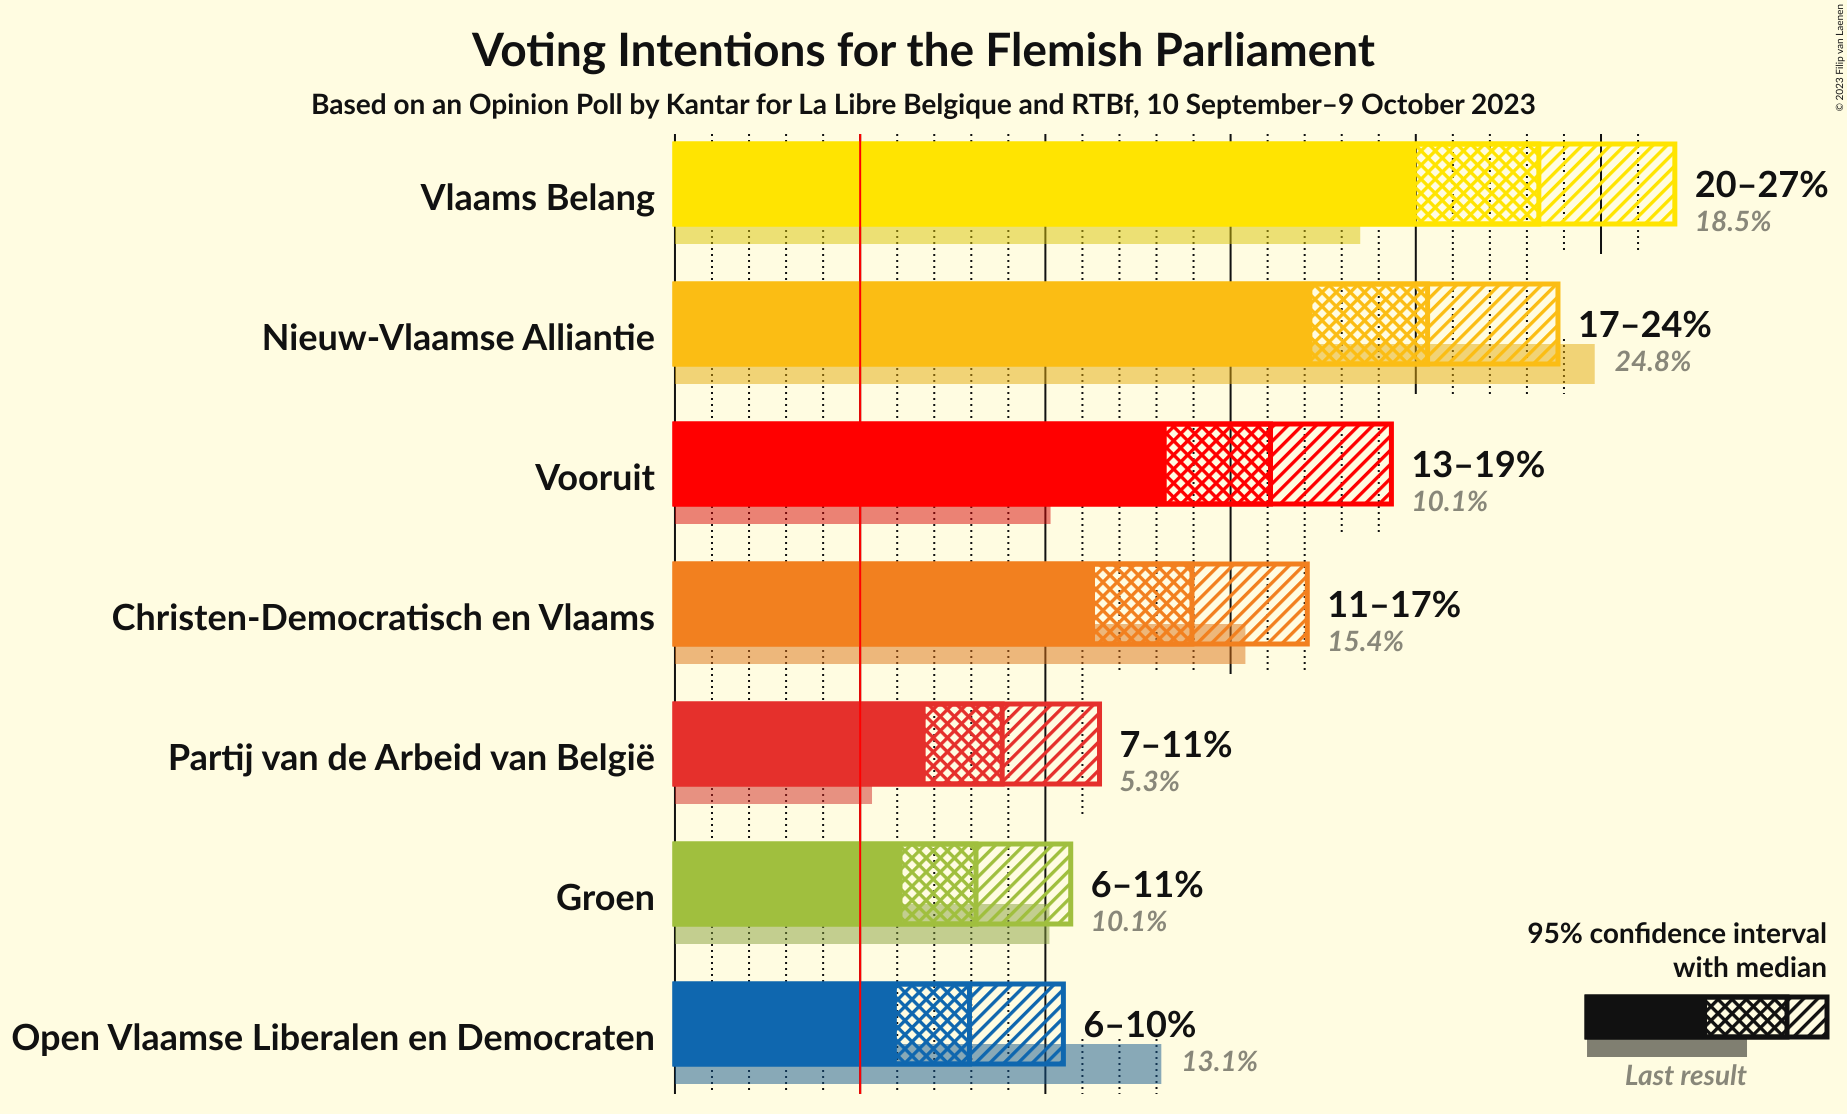 Voting Intentions for the Flemish Parliament
Based on an Opinion Poll by Kantar for La Libre Belgique and RTBf, 10 September–9 October 2023
© 2023 Filip van Laenen
Vlaams Belang
20–27%
18.5%
Nieuw-Vlaamse Alliantie
17–24%
24.8%
Vooruit
13–19%
10.1%
Christen-Democratisch en Vlaams
11–17%
15.4%
Partij van de Arbeid van België
7–11%
5.3%
Groen
6–11%
10.1%
Open Vlaamse Liberalen en Democraten
6–10%
13.1%
95% confidence interval
with median
Last result